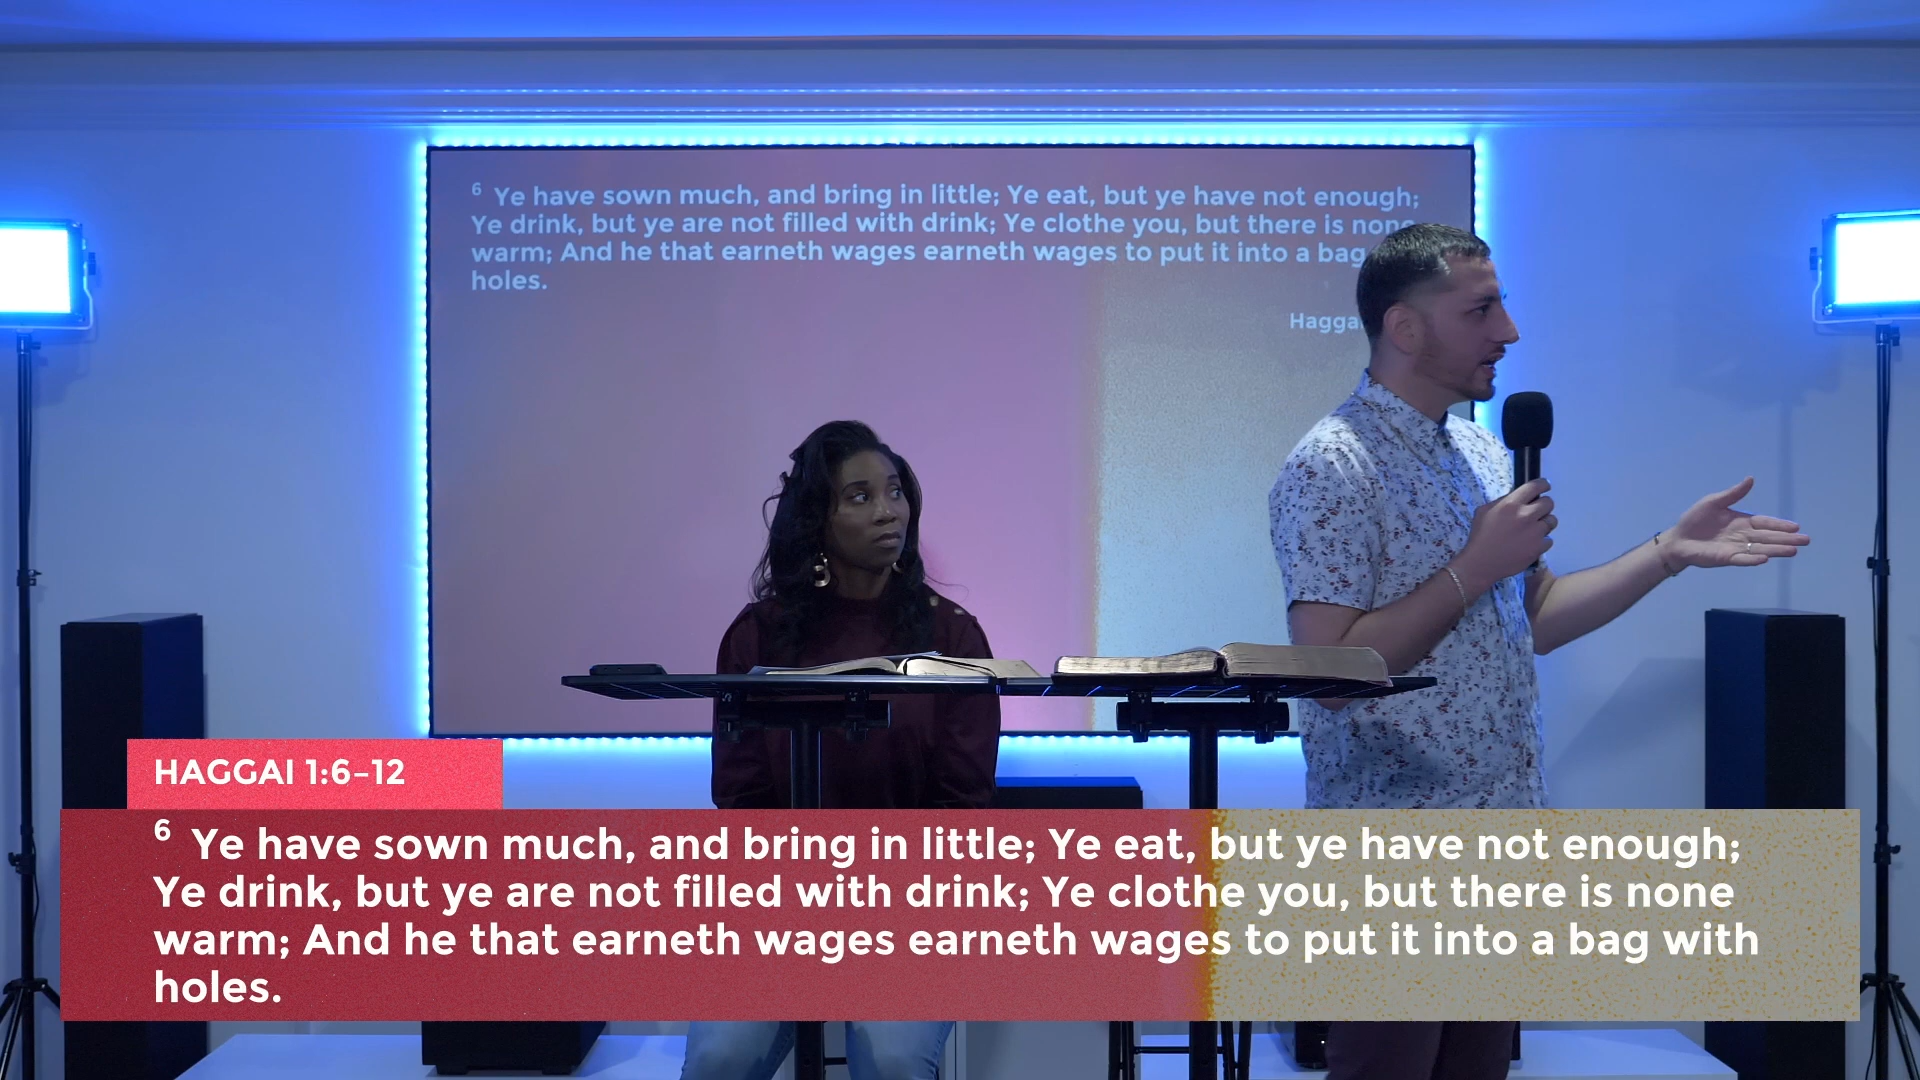 6 Ye have sown much, and bring in little; Ye eat, but ye have not enough;
Ye drink, but ye are not filled with drink; Ye clothe you, but there is none
warm; And he that earneth wages earneth wages to put it into a bag
holes.
HAGGAI 1:6-12
6 Ye have sown much, and bring in little; Ye eat, but ye have not enough;
Ye drink, but ye are not filled with drink; Ye clothe you, but there is none
warm; And he that earneth wages earneth wages to put it into a bag with
holes.